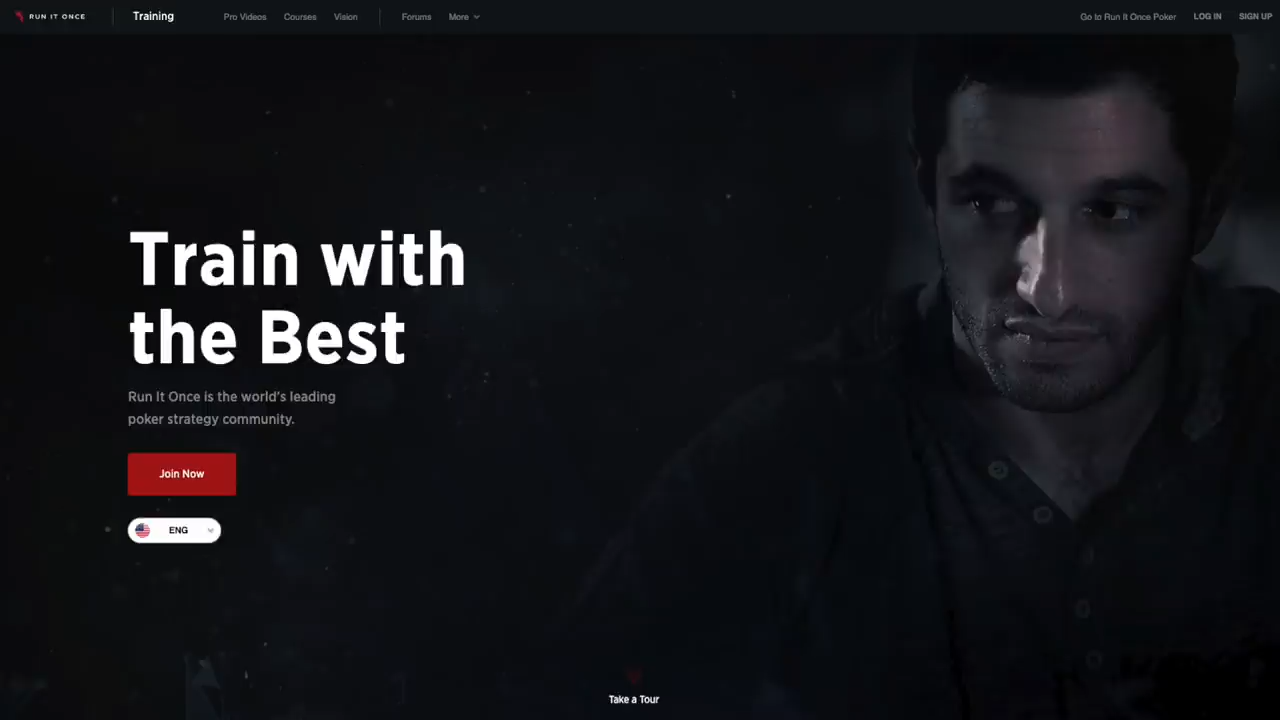 RUN IT ONCE
Training
Pro Videos
Courses
Vision
Forums
More
Go to Run It Once Poker
LOG IN
SIGN UP
Train with
the Best
Run It Once is the world's leading
poker strategy community.
Join Now
ENG
Take a Tour